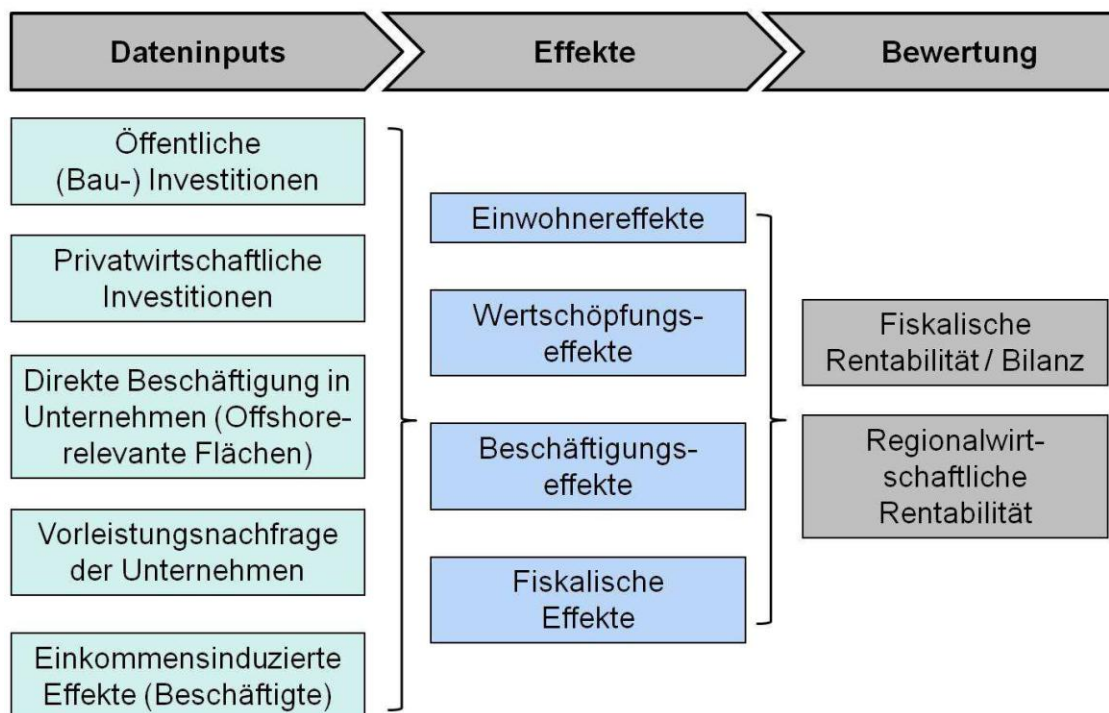 Dateninputs
Effekte
Bewertung
Öffentliche
(Bau-) Investitionen
Privatwirtschaftliche
Investitionen
Direkte Beschäftigung in
Unternehmen (Offshore-
relevante Flächen)
Vorleistungsnachfrage
der Unternehmen
Einkommensinduzierte
Effekte (Beschäftigte)
Einwohnereffekte
Wertschöpfungs-
effekte
Beschäftigungs-
effekte
Fiskalische
Effekte
Fiskalische
Rentabilität / Bilanz
Regionalwirt-
schaftliche
Rentabilität